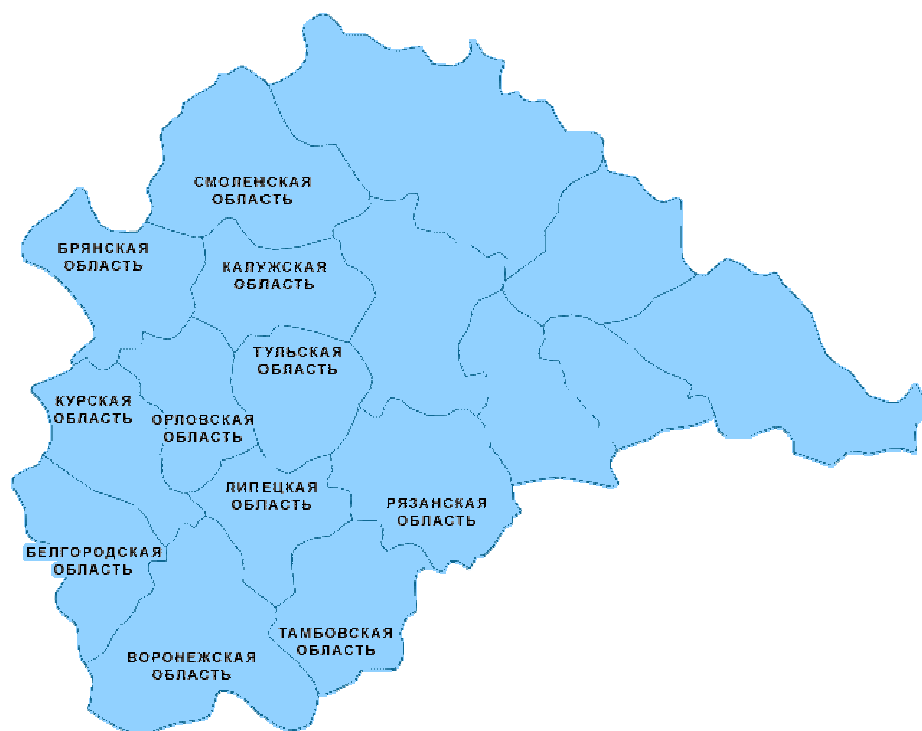 СМОЛЕНСКАЯ
ОБЛАСТЬ
БРЯНСКАЯ
ОБЛАСТЬ
КАЛУЖСКАЯ
ОБЛАСТЬ
ТУЛЬСКАЯ
ОБЛАСТЬ
КУРСКАЯ
ОБЛАСТЬ
ОРЛОВСКАЯ
ОБЛАСТЬ
ЛИПЕЦКАЯ
ОБЛАСТЬ
РЯЗАНСКАЯ
ОБЛАСТЬ
БЕЛГОРОДСКАЯ
ОБЛАСТЬ
ТАМБОВСКАЯ
ОБЛАСТЬ
ВОРОНЕЖСКАЯ
ОБЛАСТЬ